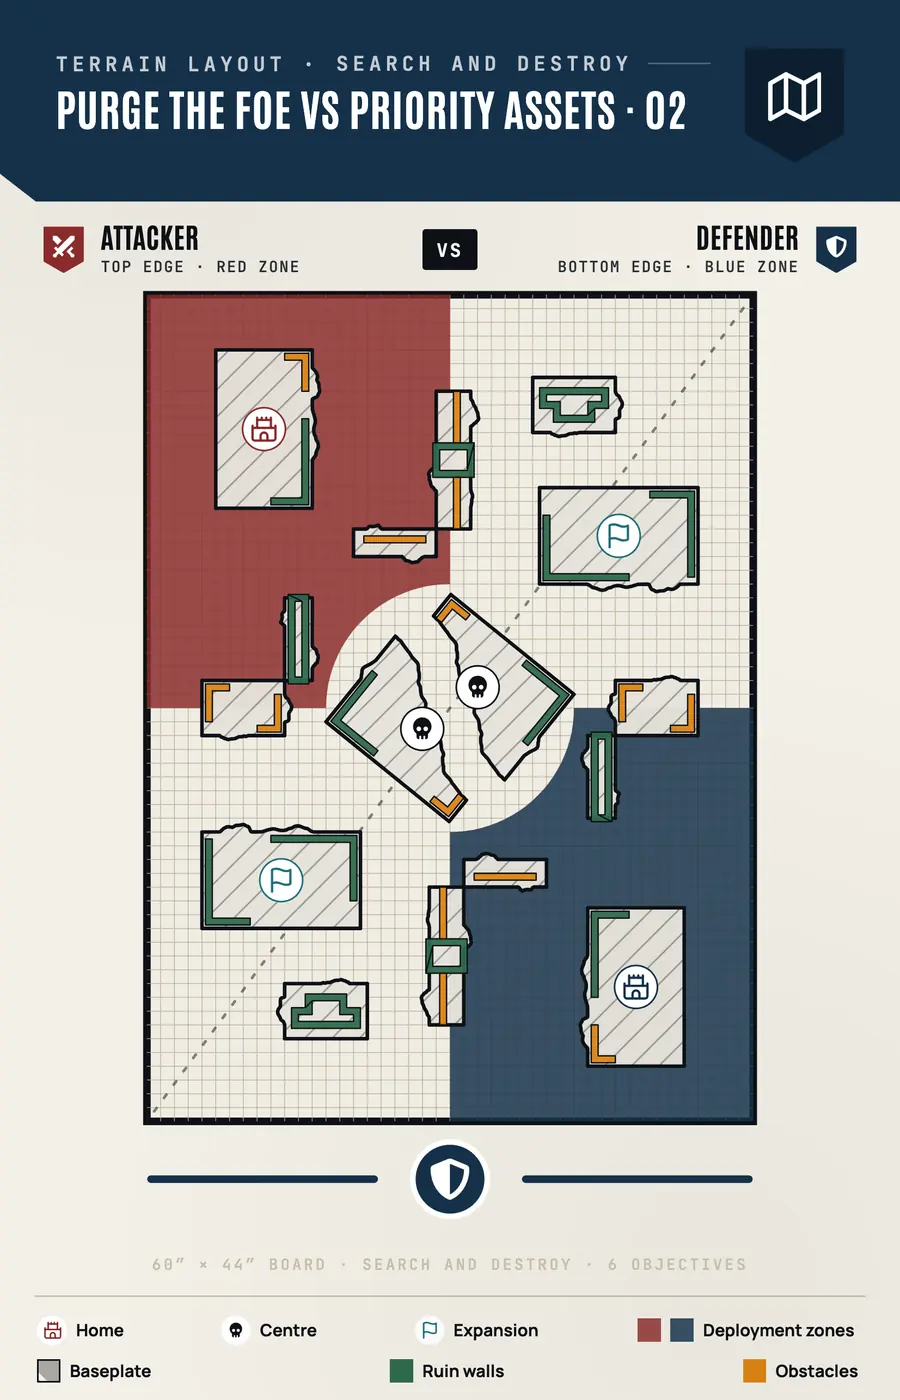 TERRAIN LAYOUT · SEARCH AND DESTROY
PURGE THE FOE VS PRIORITY ASSETS · 02
ATTACKER
TOP EDGE · RED ZONE
VS
DEFENDER
BOTTOM EDGE · BLUE ZONE
60″ × 44″ BOARD · SEARCH AND DESTROY · 6 OBJECTIVES
Home
Centre
Expansion
Deployment zones
Baseplate
Ruin walls
Obstacles